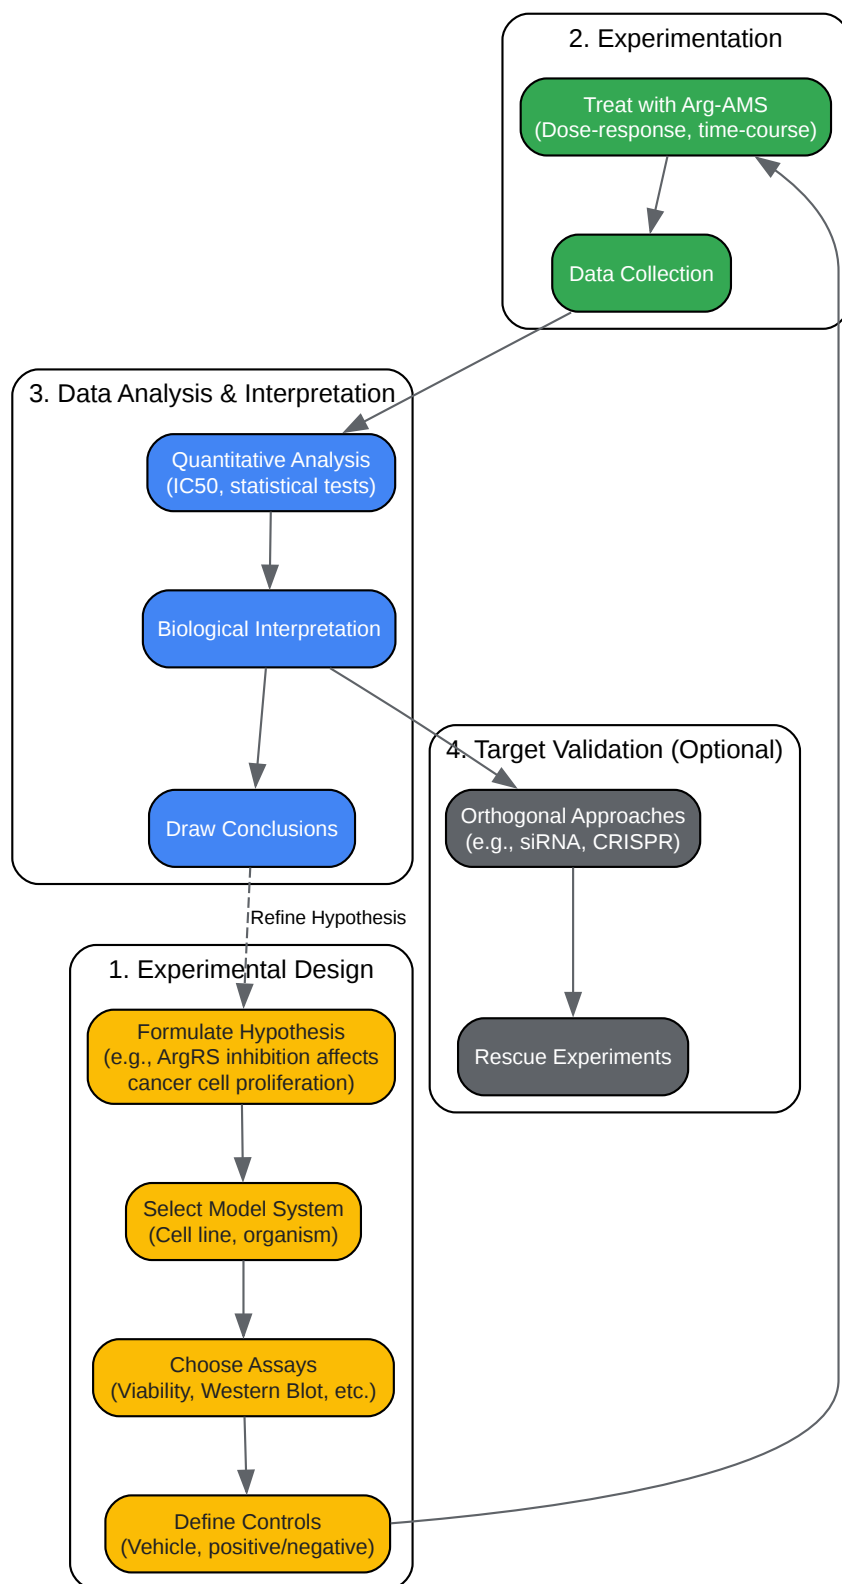 2. Experimentation
Treat with Arg-AMS
(Dose-response, time-course)
Data Collection
3. Data Analysis & Interpretation
Quantitative Analysis
(IC50, statistical tests)
Biological Interpretation
Draw Conclusions
4. Target Validation (Optional)
Orthogonal Approaches
(e.g., siRNA, CRISPR)
Rescue Experiments
Refine Hypothesis
1. Experimental Design
Formulate Hypothesis
(e.g., ArgRS inhibition affects
cancer cell proliferation)
Select Model System
(Cell line, organism)
Choose Assays
(Viability, Western Blot, etc.)
Define Controls
(Vehicle, positive/negative)